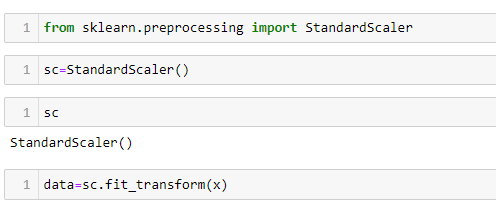 1 from sklearn.preprocessing import StandardScaler
1 sc=StandardScaler()
1 sc
StandardScaler()
1 data=sc.fit_transform(x)